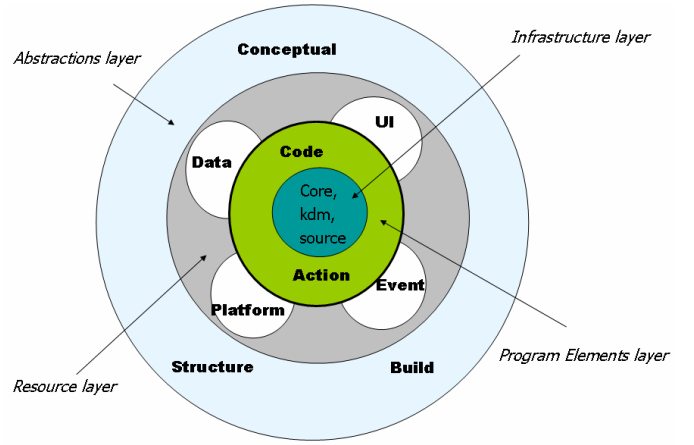 Infrastructure layer
Conceptual
Abstractions layer
UI
Code
Data
Core,
kdm,
source
Action
Event
Platform
Program Elements layer
Structure
Build
Resource layer